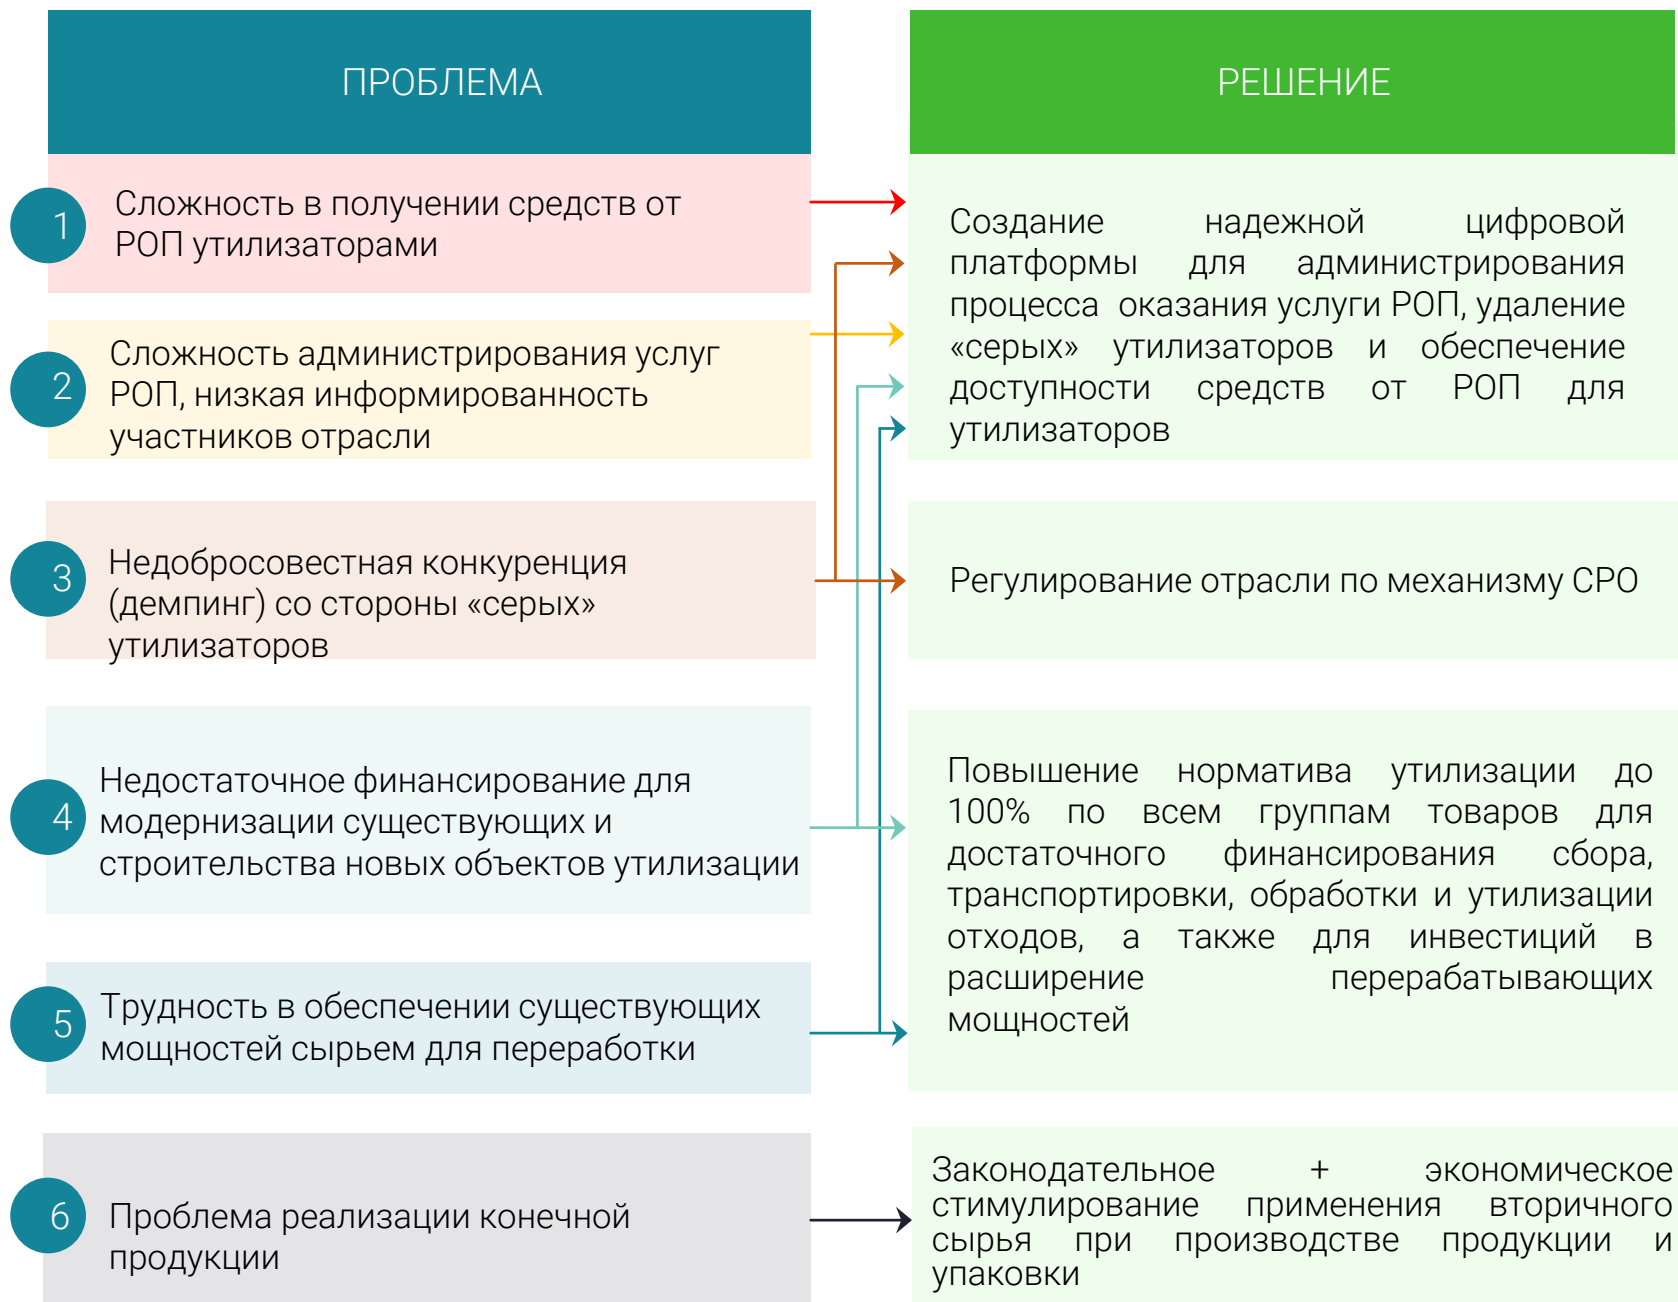 ПРОБЛЕМА
РЕШЕНИЕ
1
Сложность в получении средств от
РОП утилизаторами
2
Сложность администрирования услуг
РОП, низкая информированность
участников отрасли
3
Недобросовестная конкуренция
(демпинг) со стороны «серых»
утилизаторов
4
Недостаточное финансирование для
модернизации существующих и
строительства новых объектов утилизации
5
Трудность в обеспечении существующих
мощностей сырьем для переработки
6
Проблема реализации конечной
продукции
Создание надежной цифровой
платформы для администрирования
процесса оказания услуги РОП, удаление
«серых» утилизаторов и обеспечение
доступности средств от РОП для
утилизаторов
Регулирование отрасли по механизму СРО
Повышение норматива утилизации до
100% по всем группам товаров для
достаточного финансирования сбора,
транспортировки, обработки и утилизации
отходов, а также для инвестиций в
расширение перерабатывающих
мощностей
Законодательное + экономическое
стимулирование применения вторичного
сырья при производстве продукции и
упаковки